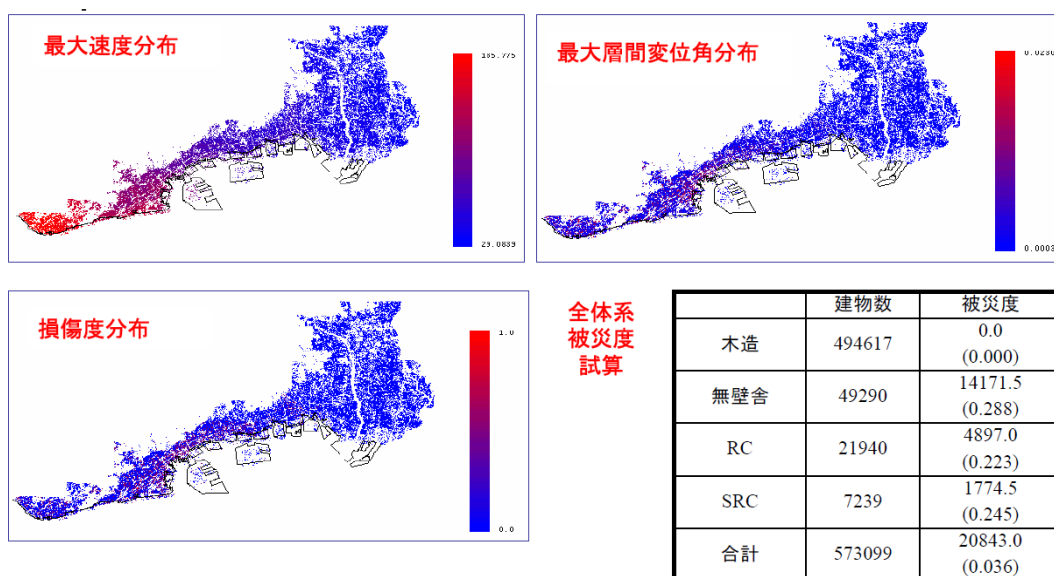 最大速度分布
185.775
29.0839
最大層間変位角分布
0.0003
損傷度分布
1.0
0.0
全体系
被災度
試算
建物数 被災度
木造 494617 0.0
(0.000)
無壁舎 49290 14171.5
(0.288)
RC 21940 4897.0
(0.223)
SRC 7239 1774.5
(0.245)
合計 573099 20843.0
(0.036)